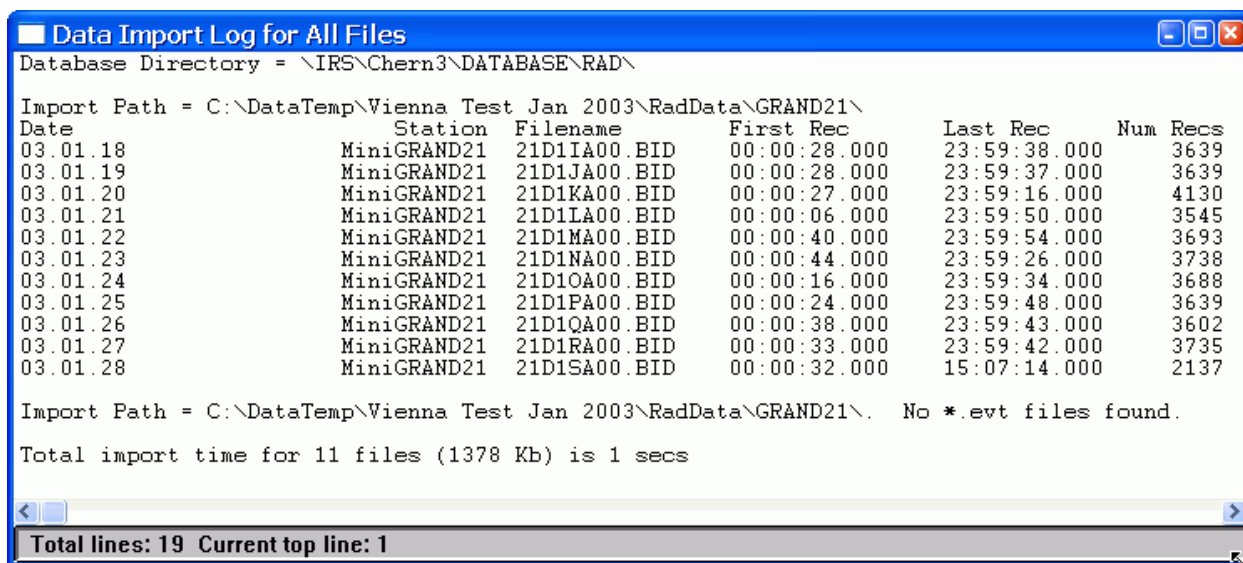 Data Import Log for All Files
Database Directory = \IRS\Chern3\DATABASE\RAD\
Import Path = C:\DataTemp\Vienna Test Jan 2003\RadData\GRAND21\
Date Station Filename First Rec Last Rec Num Recs
03.01.18 MiniGRAND21 21D1IA00.BID 00:00:28.000 23:59:38.000 3639
03.01.19 MiniGRAND21 21D1JA00.BID 00:00:28.000 23:59:37.000 3639
03.01.20 MiniGRAND21 21D1KA00.BID 00:00:27.000 23:59:16.000 4130
03.01.21 MiniGRAND21 21D1LA00.BID 00:00:06.000 23:59:50.000 3545
03.01.22 MiniGRAND21 21D1MA00.BID 00:00:40.000 23:59:54.000 3693
03.01.23 MiniGRAND21 21D1NA00.BID 00:00:44.000 23:59:26.000 3738
03.01.24 MiniGRAND21 21D1OA00.BID 00:00:16.000 23:59:34.000 3688
03.01.25 MiniGRAND21 21D1PA00.BID 00:00:24.000 23:59:48.000 3639
03.01.26 MiniGRAND21 21D1QA00.BID 00:00:38.000 23:59:43.000 3602
03.01.27 MiniGRAND21 21D1RA00.BID 00:00:33.000 23:59:42.000 3735
03.01.28 MiniGRAND21 21D1SA00.BID 00:00:32.000 15:07:14.000 2137
Import Path = C:\DataTemp\Vienna Test Jan 2003\RadData\GRAND21\. No *.evt files found.
Total import time for 11 files (1378 Kb) is 1 secs
Total lines: 19 Current top line: 1